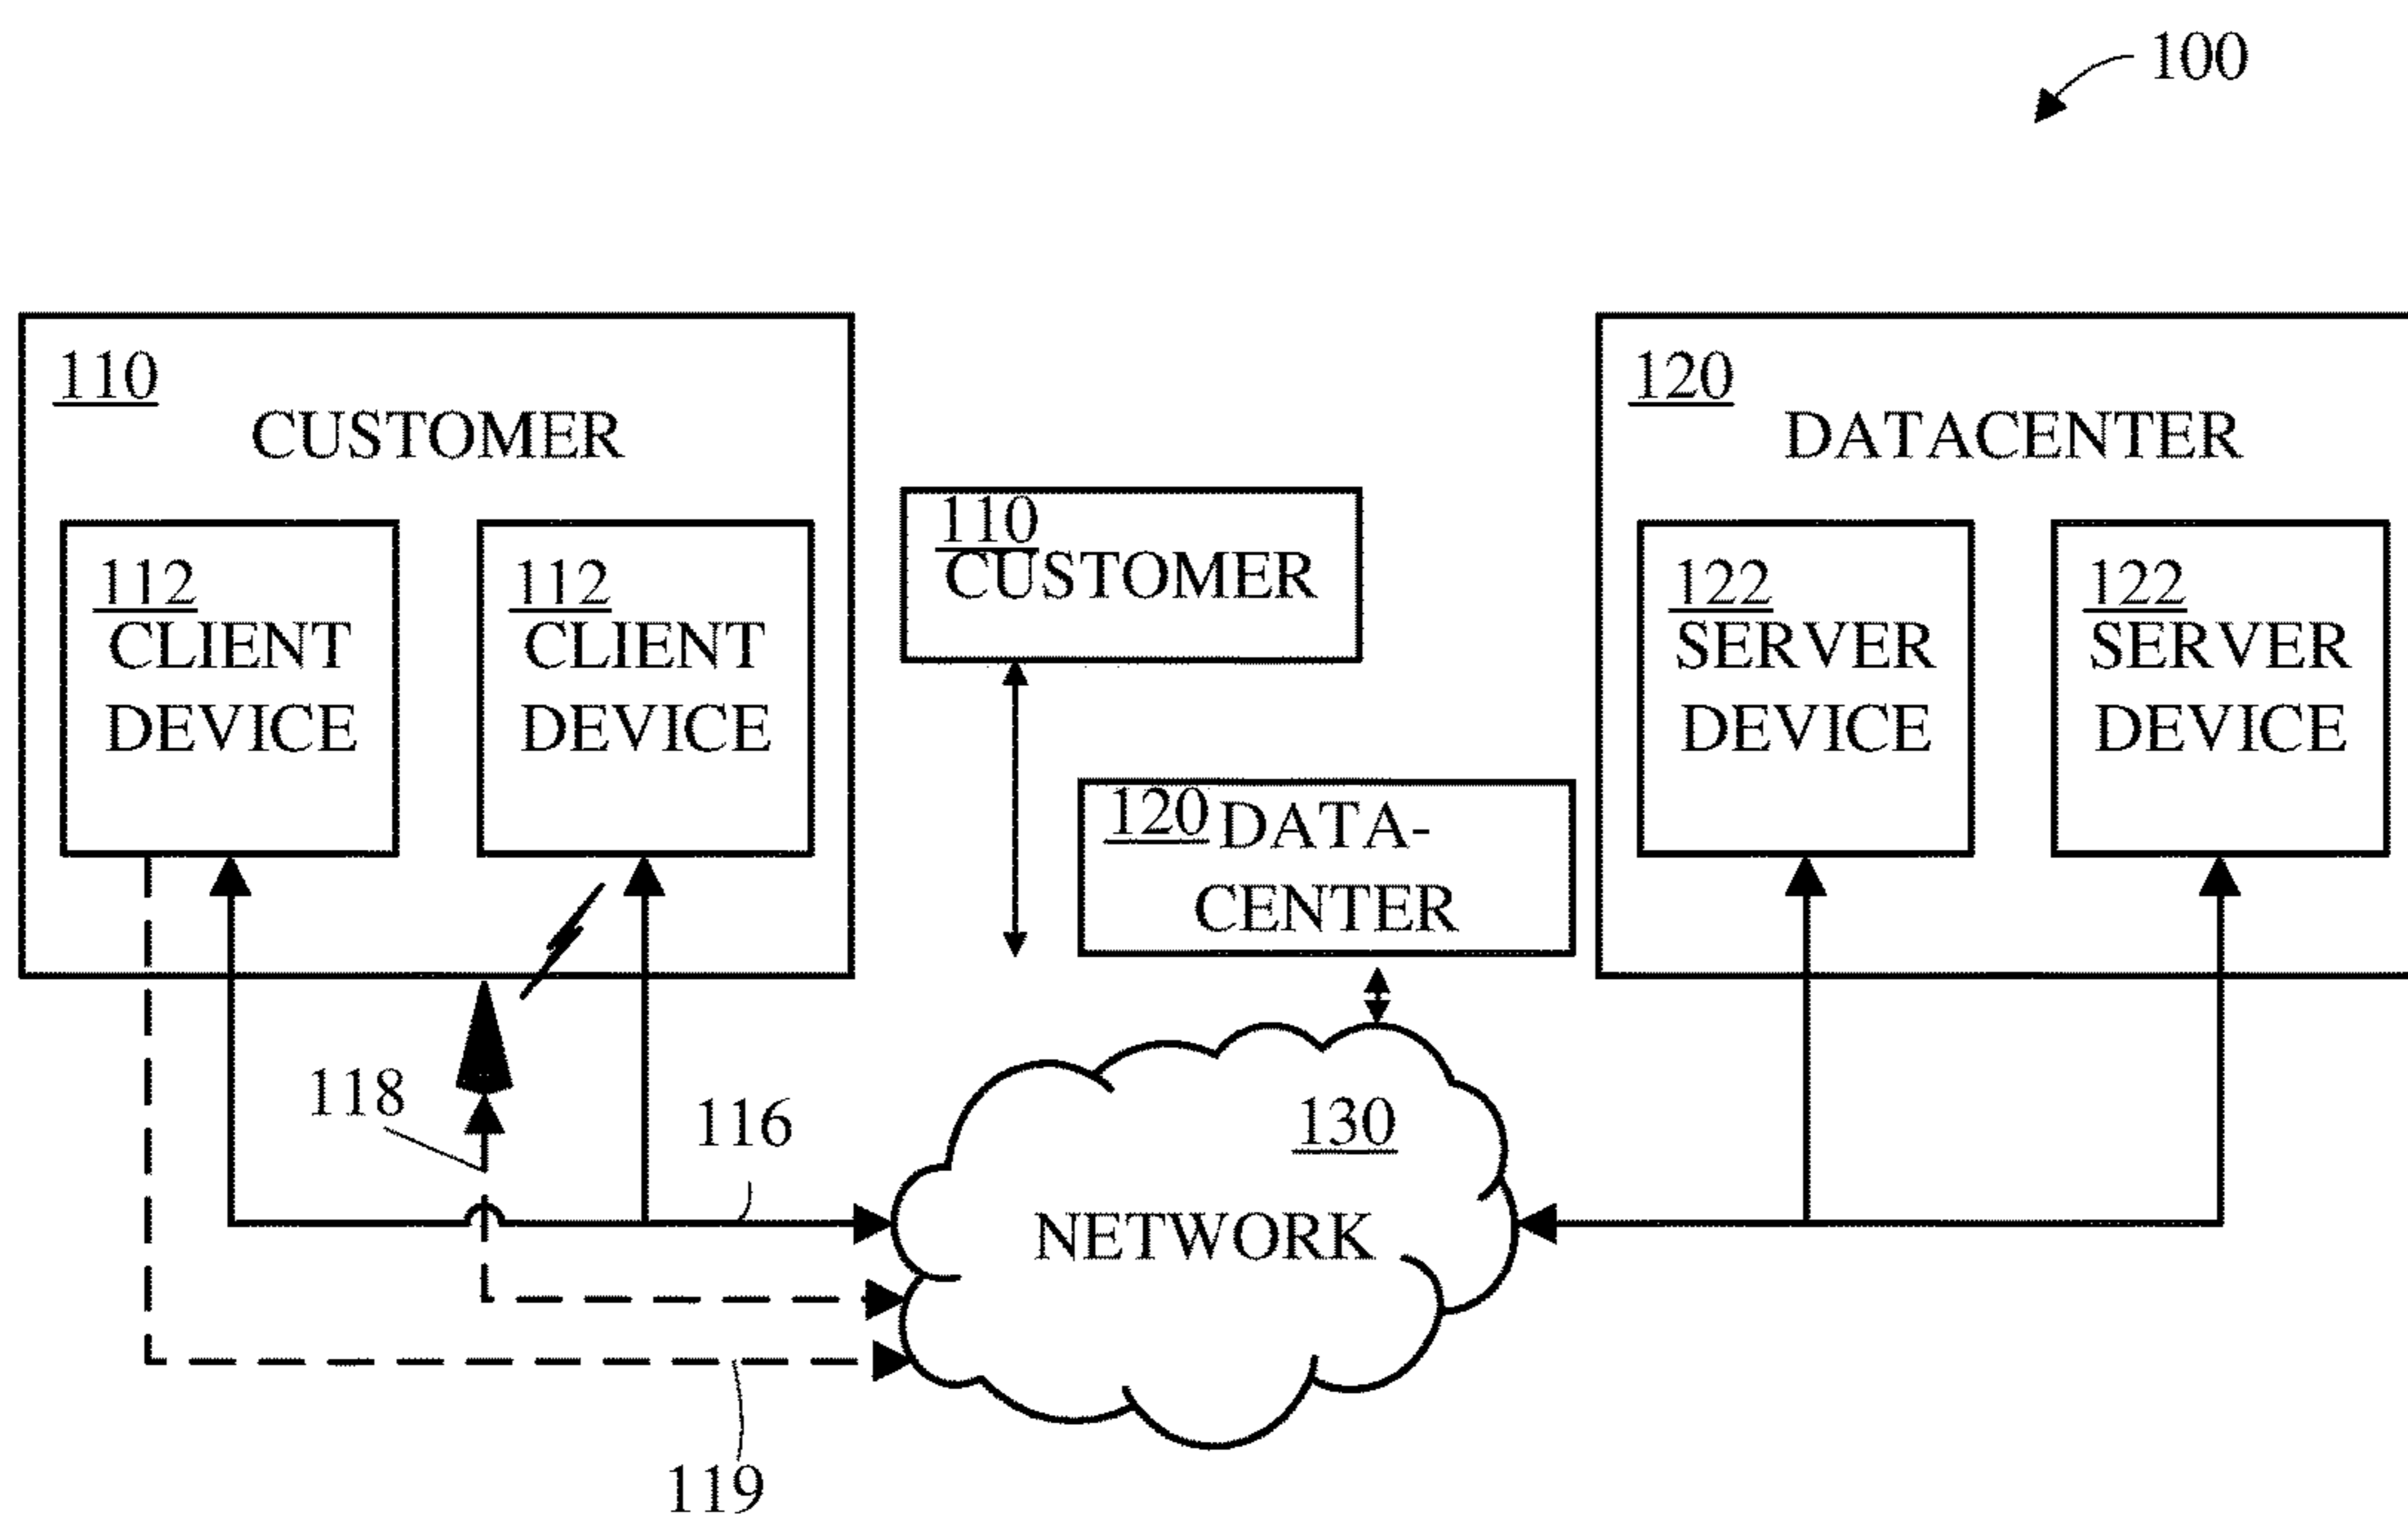 100
110
CUSTOMER
112
CLIENT
DEVICE
112
CLIENT
DEVICE
110
CUSTOMER
120 DATA-
CENTER
120
DATACENTER
122
SERVER
DEVICE
122
SERVER
DEVICE
118
116
130
NETWORK
119